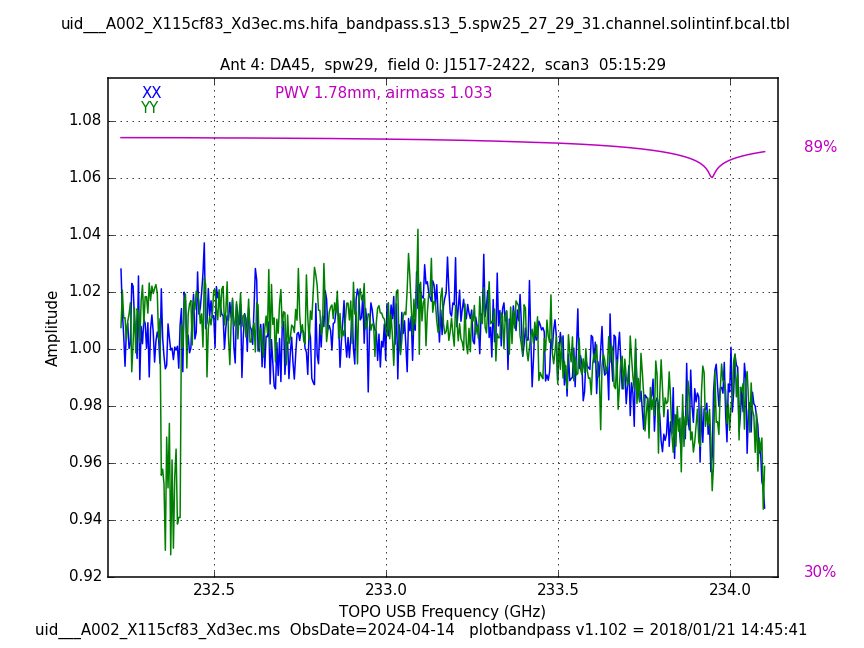 uid___A002_X115cf83_Xd3ec.ms.hifa_bandpass.s13_5.spw25_27_29_31.channel.solintinf.bcal.tbl
Ant 4: DA45,  spw29,  field 0: J1517-2422,  scan3  05:15:29
XX
PWV 1.78mm, airmass 1.033
YY
1.08
1.06
1.04
1.02
1.00
0.98
0.96
0.94
0.92
Amplitude
89%
30%
232.5
233.0
233.5
234.0
TOPO USB Frequency (GHz)
uid___A002_X115cf83_Xd3ec.ms  ObsDate=2024-04-14   plotbandpass v1.102 = 2018/01/21 14:45:41